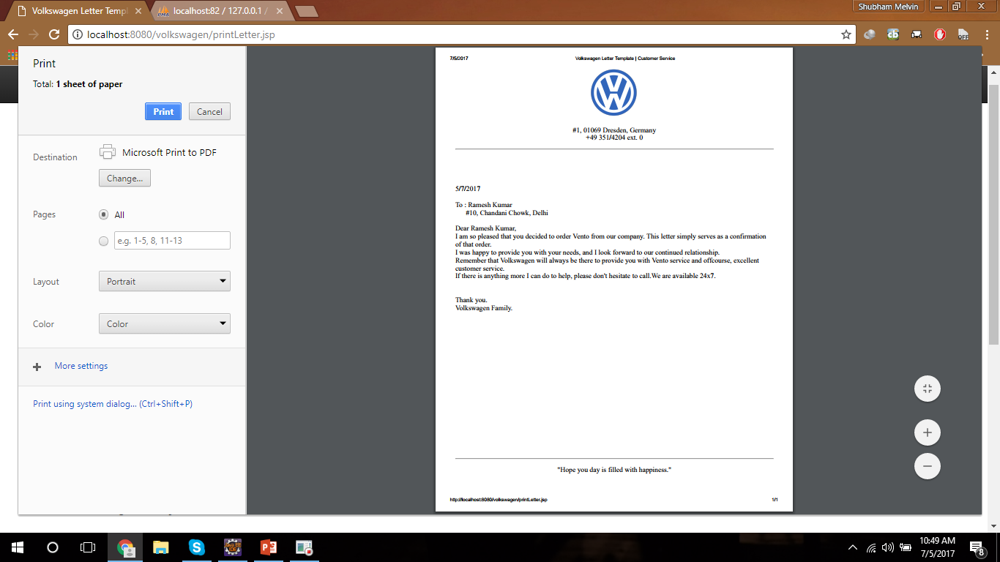 Volkswagen Letter Templ
localhost:82 / 127.0.0.1 /
Shubham Melvin
localhost:8080/volkswagen/printLetter.jsp
OFF
Print
Total: 1 sheet of paper
Print
Cancel
Destination
Microsoft Print to PDF
Change...
Pages
All
e.g. 1-5, 8, 11-13
Layout
Portrait
Color
Color
More settings
Print using system dialog... (Ctrl+Shift+P)
7/5/2017
Volkswagen Letter Template | Customer Service
#1, 01069 Dresden, Germany
+49 351/4204 ext. 0
5/7/2017
To : Ramesh Kumar
#10, Chandani Chowk, Delhi
Dear Ramesh Kumar,
I am so pleased that you decided to order Vento from our company. This letter simply serves as a confirmation
of that order.
I was happy to provide you with your needs, and I look forward to our continued relationship.
Remember that Volkswagen will always be there to provide you with Vento service and offcourse, excellent
customer service.
If there is anything more I can do to help, please don't hesitate to call.We are available 24x7.
Thank you.
Volkswagen Family.
"Hope you day is filled with happiness."
http://localhost:8080/volkswagen/printLetter.jsp
1/1
10:49 AM
7/5/2017
8